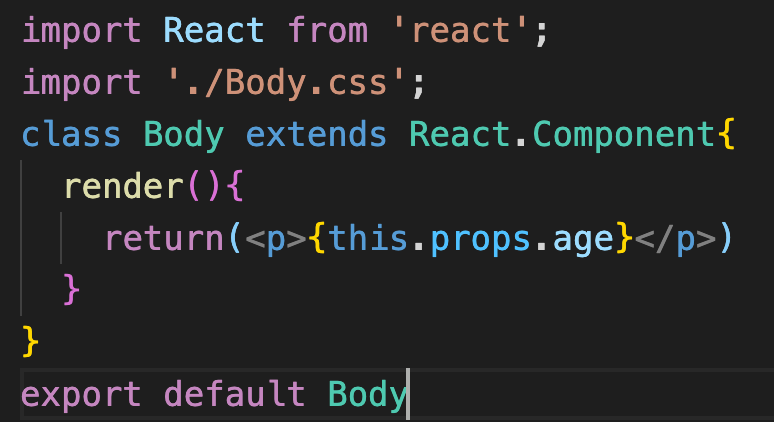 import React from 'react';
import './Body.css';
class Body extends React.Component{
  render(){
    return(<p>{this.props.age}</p>)
  }
}
export default Body